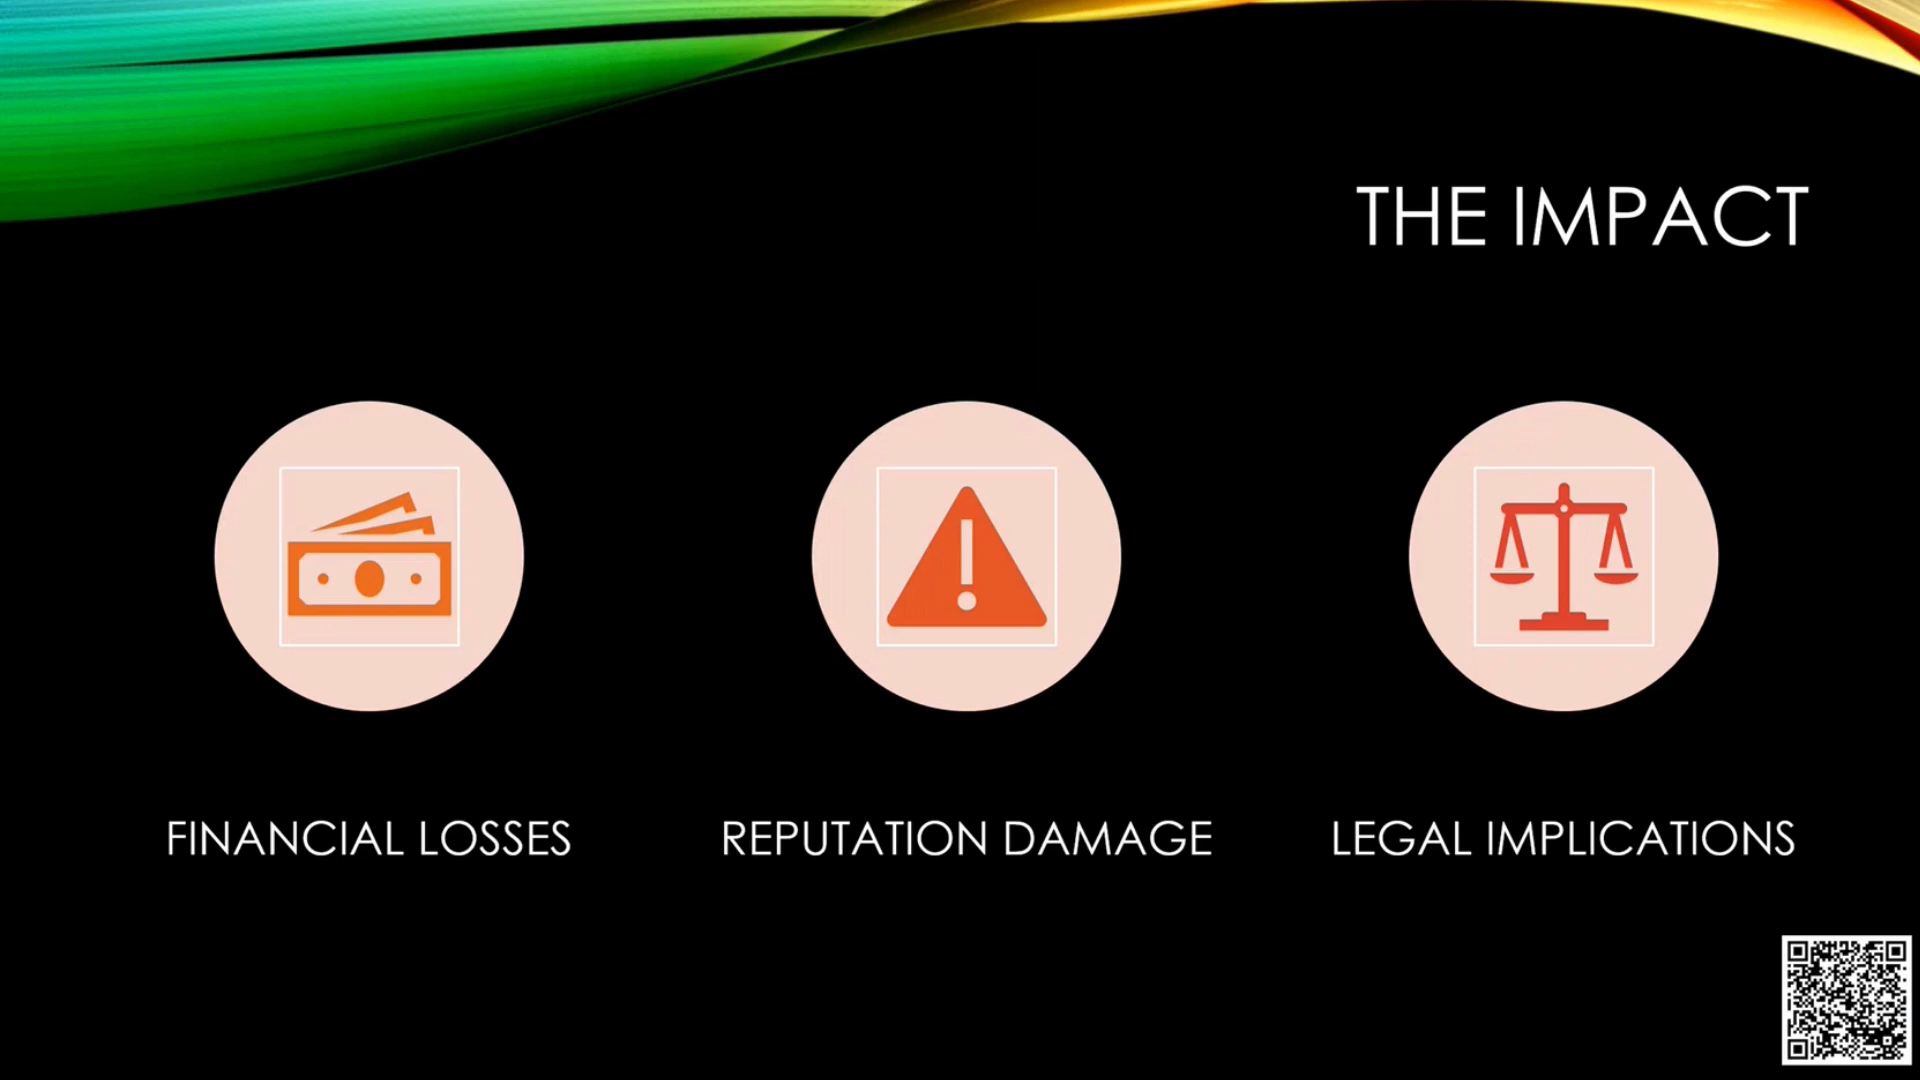 THE IMPACT
FINANCIAL LOSSES
REPUTATION DAMAGE
LEGAL IMPLICATIONS